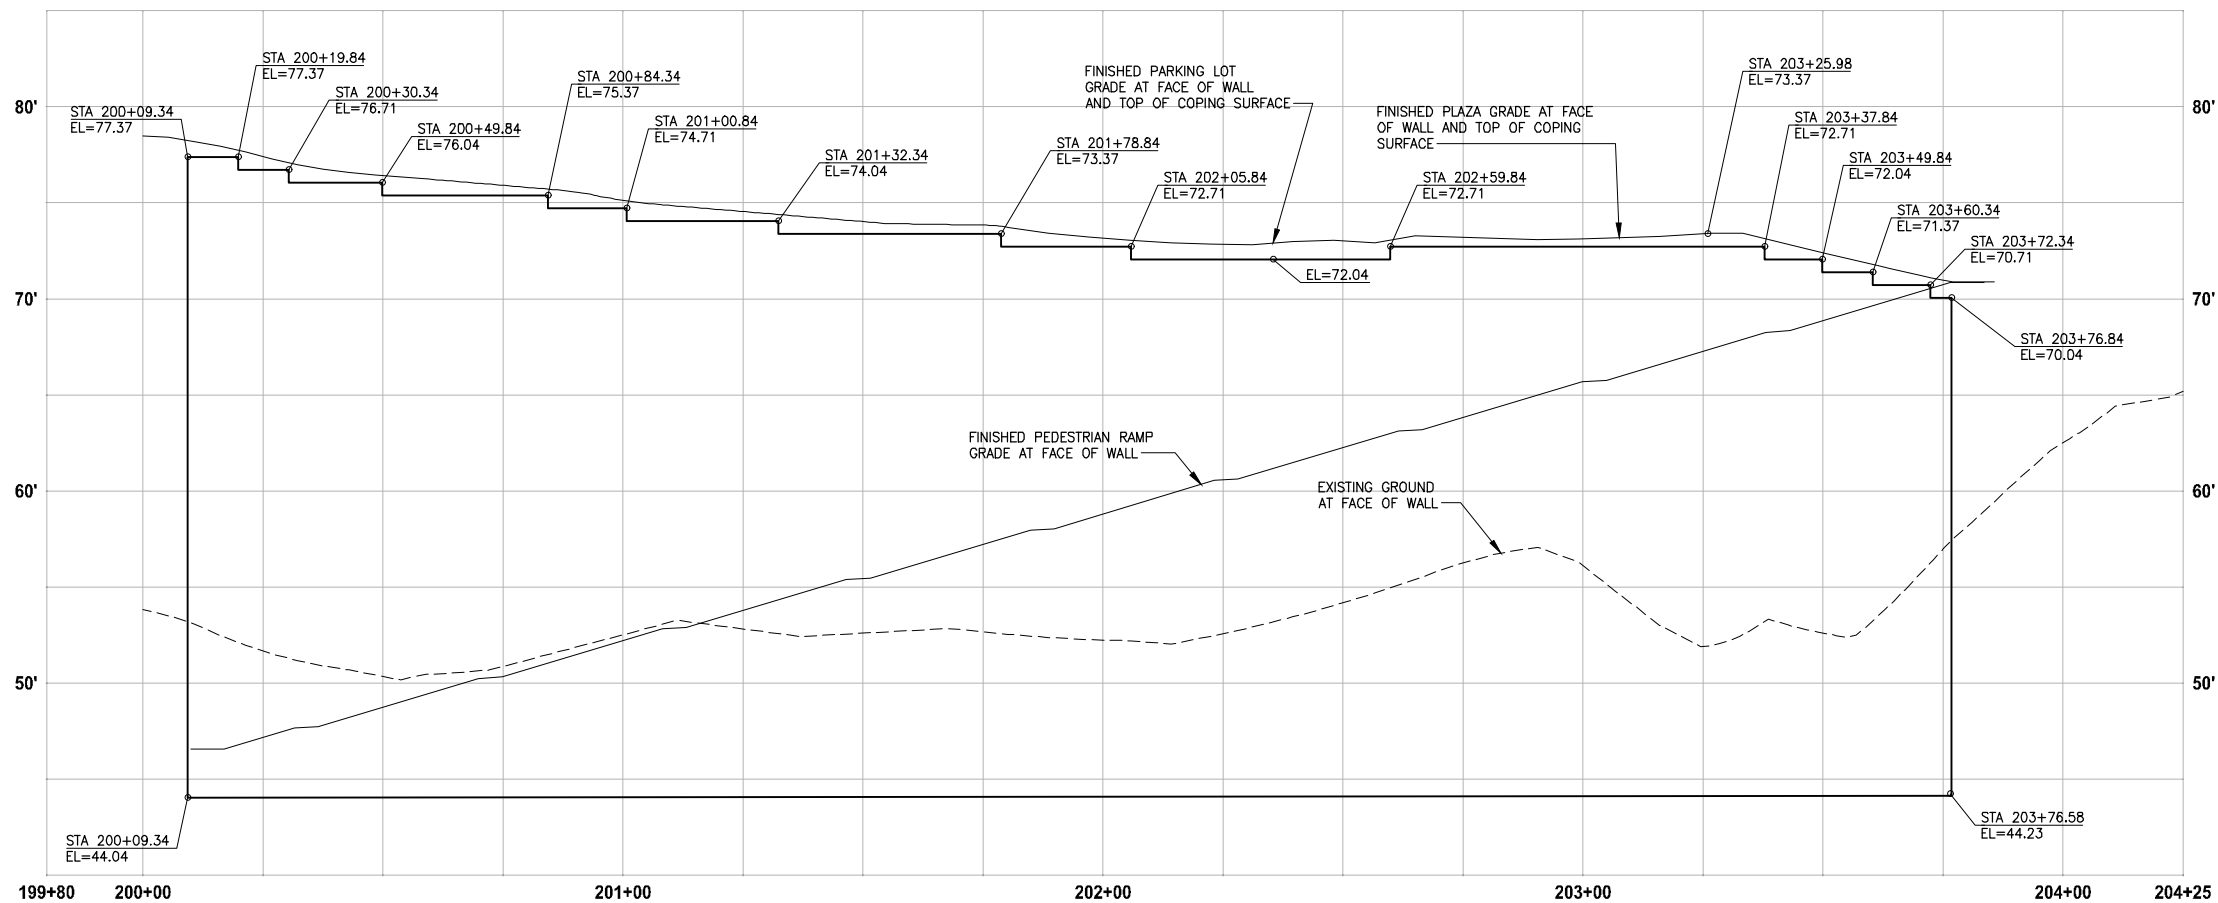 STA 200+09.34
EL=77.37
STA 200+19.84
EL=77.37
STA 200+30.34
EL=76.71
STA 200+49.84
EL=76.04
STA 200+84.34
EL=75.37
STA 201+00.84
EL=74.71
STA 201+32.34
EL=74.04
STA 201+78.84
EL=73.37
STA 202+05.84
EL=72.71
FINISHED PARKING LOT
GRADE AT FACE OF WALL
AND TOP OF COPING SURFACE
EL=72.04
FINISHED PLAZA GRADE AT FACE
OF WALL AND TOP OF COPING
SURFACE
STA 202+59.84
EL=72.71
STA 203+25.98
EL=73.37
STA 203+37.84
EL=72.71
STA 203+49.84
EL=72.04
STA 203+60.34
EL=71.37
STA 203+72.34
EL=70.71
STA 203+76.84
EL=70.04
FINISHED PEDESTRIAN RAMP
GRADE AT FACE OF WALL
EXISTING GROUND
AT FACE OF WALL
STA 200+09.34
EL=44.04
STA 203+76.58
EL=44.23
80'
70'
60'
50'
80'
70'
60'
50'
199+80
200+00
201+00
202+00
203+00
204+00
204+25